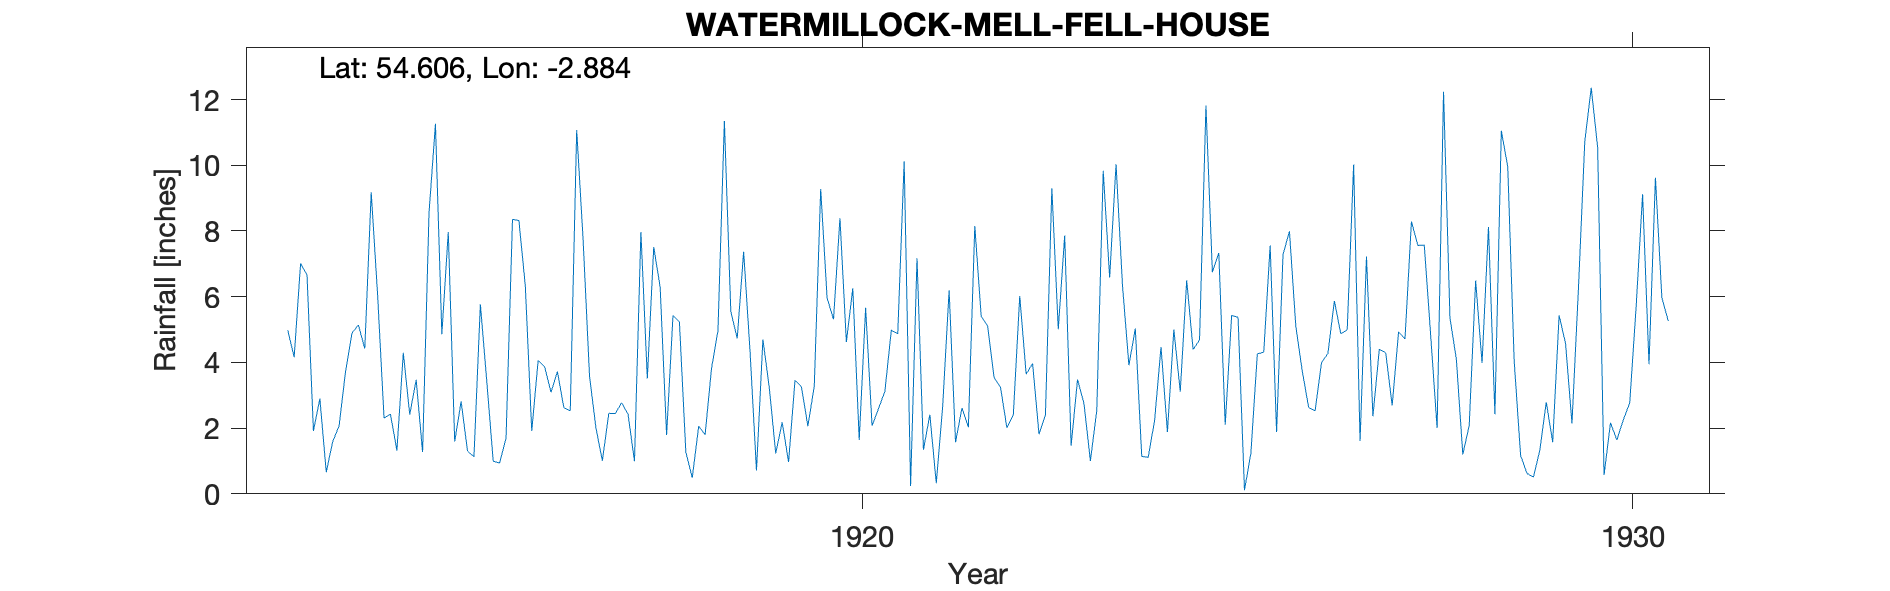 WATERMILLOCK-MELL-FELL-HOUSE
Lat: 54.606, Lon: -2.884
12
10
8
6
4
2
0
Rainfall [inches]
1920 1930
Year